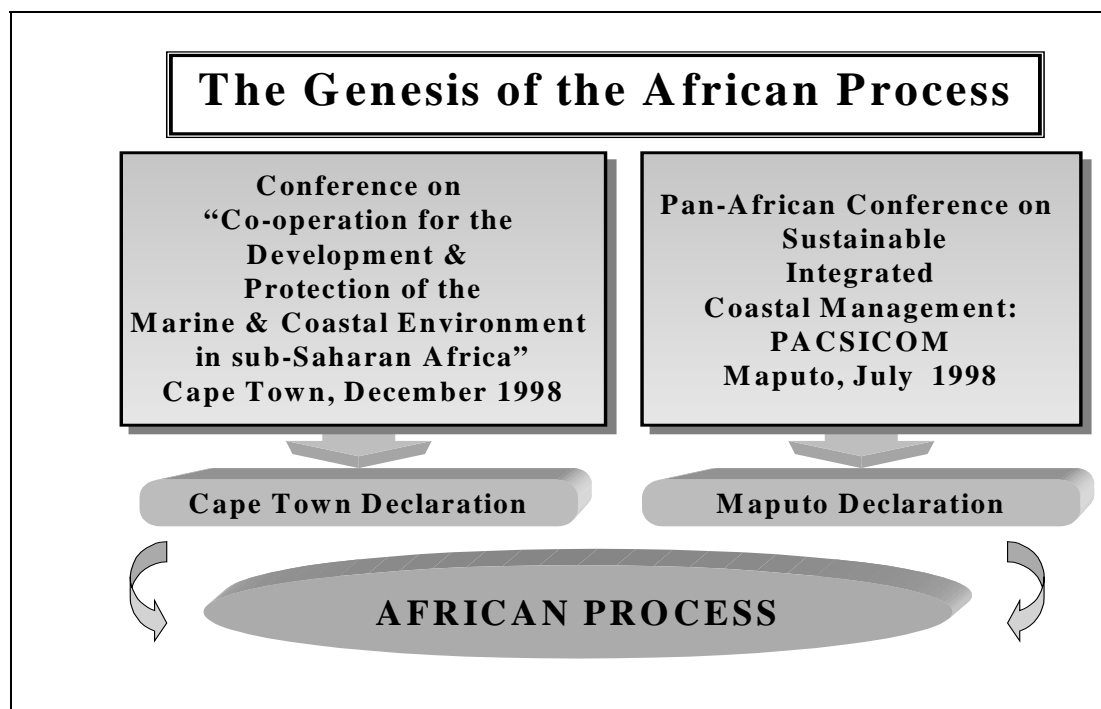 The Genesis of the African Process
Conference on
“Co-operation for the
Development &
Protection of the
Marine & Coastal Environment
in sub-Saharan Africa”
Cape Town, December 1998
Pan-African Conference on
Sustainable
Integrated
Coastal Management:
PACSICOM
Maputo, July 1998
Cape Town Declaration
Maputo Declaration
AFRICAN PROCESS